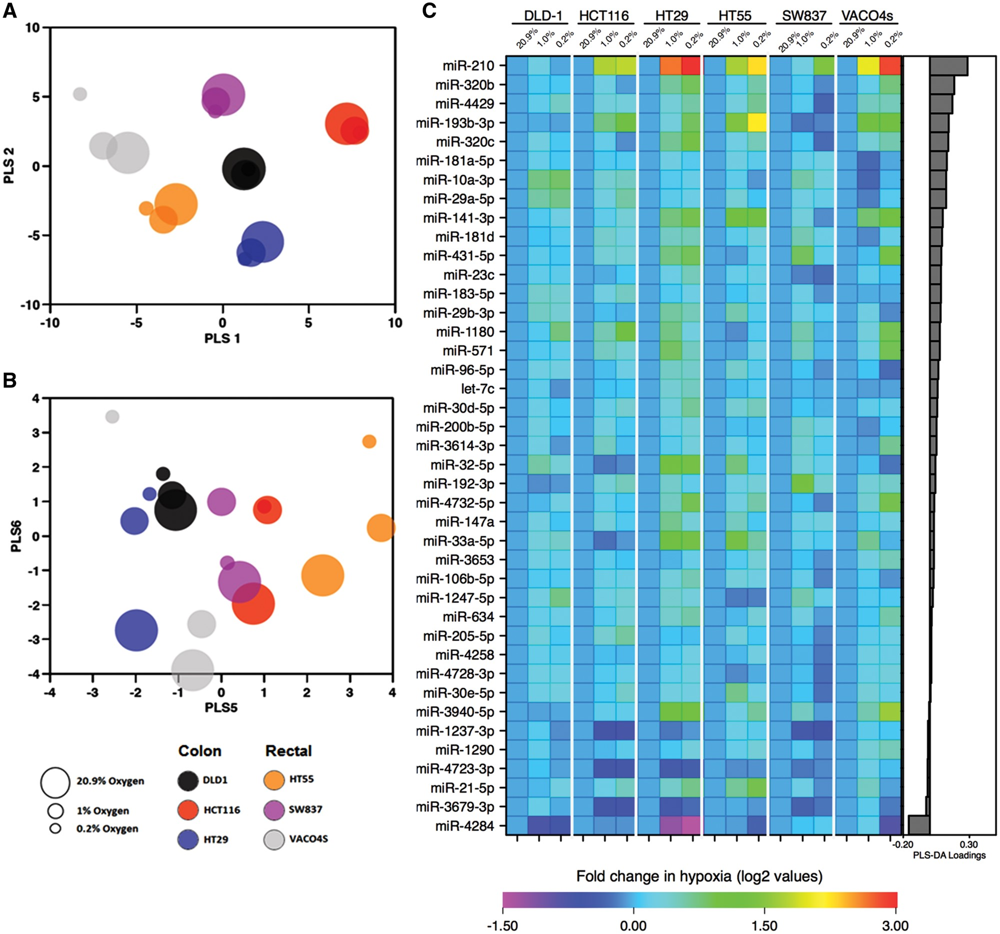 A
10
5
0
-5
-10
PLS 2
-10 -5 0 5 10
PLS 1
B
4
3
2
1
0
-1
-2
-3
-4
PLS6
-4 -3 -2 -1 0 1 2 3 4
PLS5
Colon Rectal
20.9% Oxygen DLD1 HT55
1% Oxygen HCT116 SW837
0.2% Oxygen HT29 VACO4S
C
DLD-1 HCT116 HT29 HT55 SW837 VACO4s
20.9% 1.0% 0.2% 20.9% 1.0% 0.2% 20.9% 1.0% 0.2% 20.9% 1.0% 0.2% 20.9% 1.0% 0.2% 20.9% 1.0% 0.2%
miR-210
miR-320b
miR-4429
miR-193b-3p
miR-320c
miR-181a-5p
miR-10a-3p
miR-29a-5p
miR-141-3p
miR-181d
miR-431-5p
miR-23c
miR-183-5p
miR-29b-3p
miR-1180
miR-571
miR-96-5p
let-7c
miR-30d-5p
miR-200b-5p
miR-3614-3p
miR-32-5p
miR-192-3p
miR-4732-5p
miR-147a
miR-33a-5p
miR-3653
miR-106b-5p
miR-1247-5p
miR-634
miR-205-5p
miR-4258
miR-4728-3p
miR-30e-5p
miR-3940-5p
miR-1237-3p
miR-1290
miR-4723-3p
miR-21-5p
miR-3679-3p
miR-4284
-0.20 0.30
PLS-DA Loadings
Fold change in hypoxia (log2 values)
-1.50 0.00 1.50 3.00